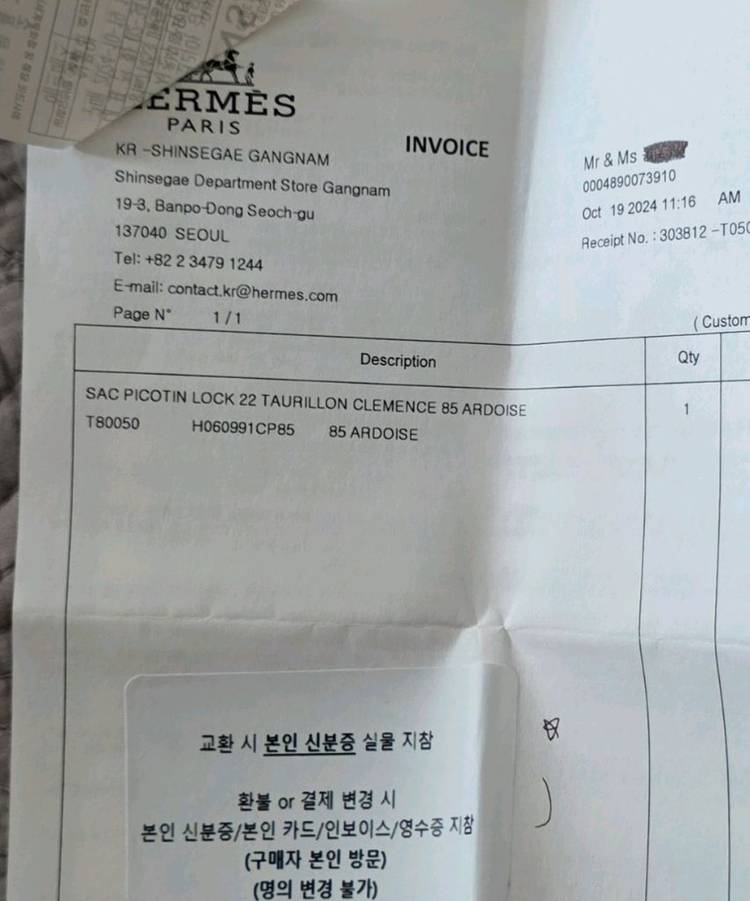 HERMÈS
PARIS
INVOICE
KR -SHINSEGAE GANGNAM
Shinsegae Department Store Gangnam
19-3, Banpo-Dong Seoch-gu
137040 SEOUL
Tel: +82 2 3479 1244
E-mail: contact.kr@hermes.com
Page N° 1 / 1
Mr & Ms
0004890073910
Oct 19 2024 11:16 AM
Receipt No. : 303812 -T050
( Custom
Description Qty
SAC PICOTIN LOCK 22 TAURILLON CLEMENCE 85 ARDOISE 1
T80050 H060991CP85 85 ARDOISE
교환 시 본인 신분증 실물 지참
환불 or 결제 변경 시
본인 신분증/본인 카드/인보이스/영수증 지참
(구매자 본인 방문)
(명의 변경 불가)